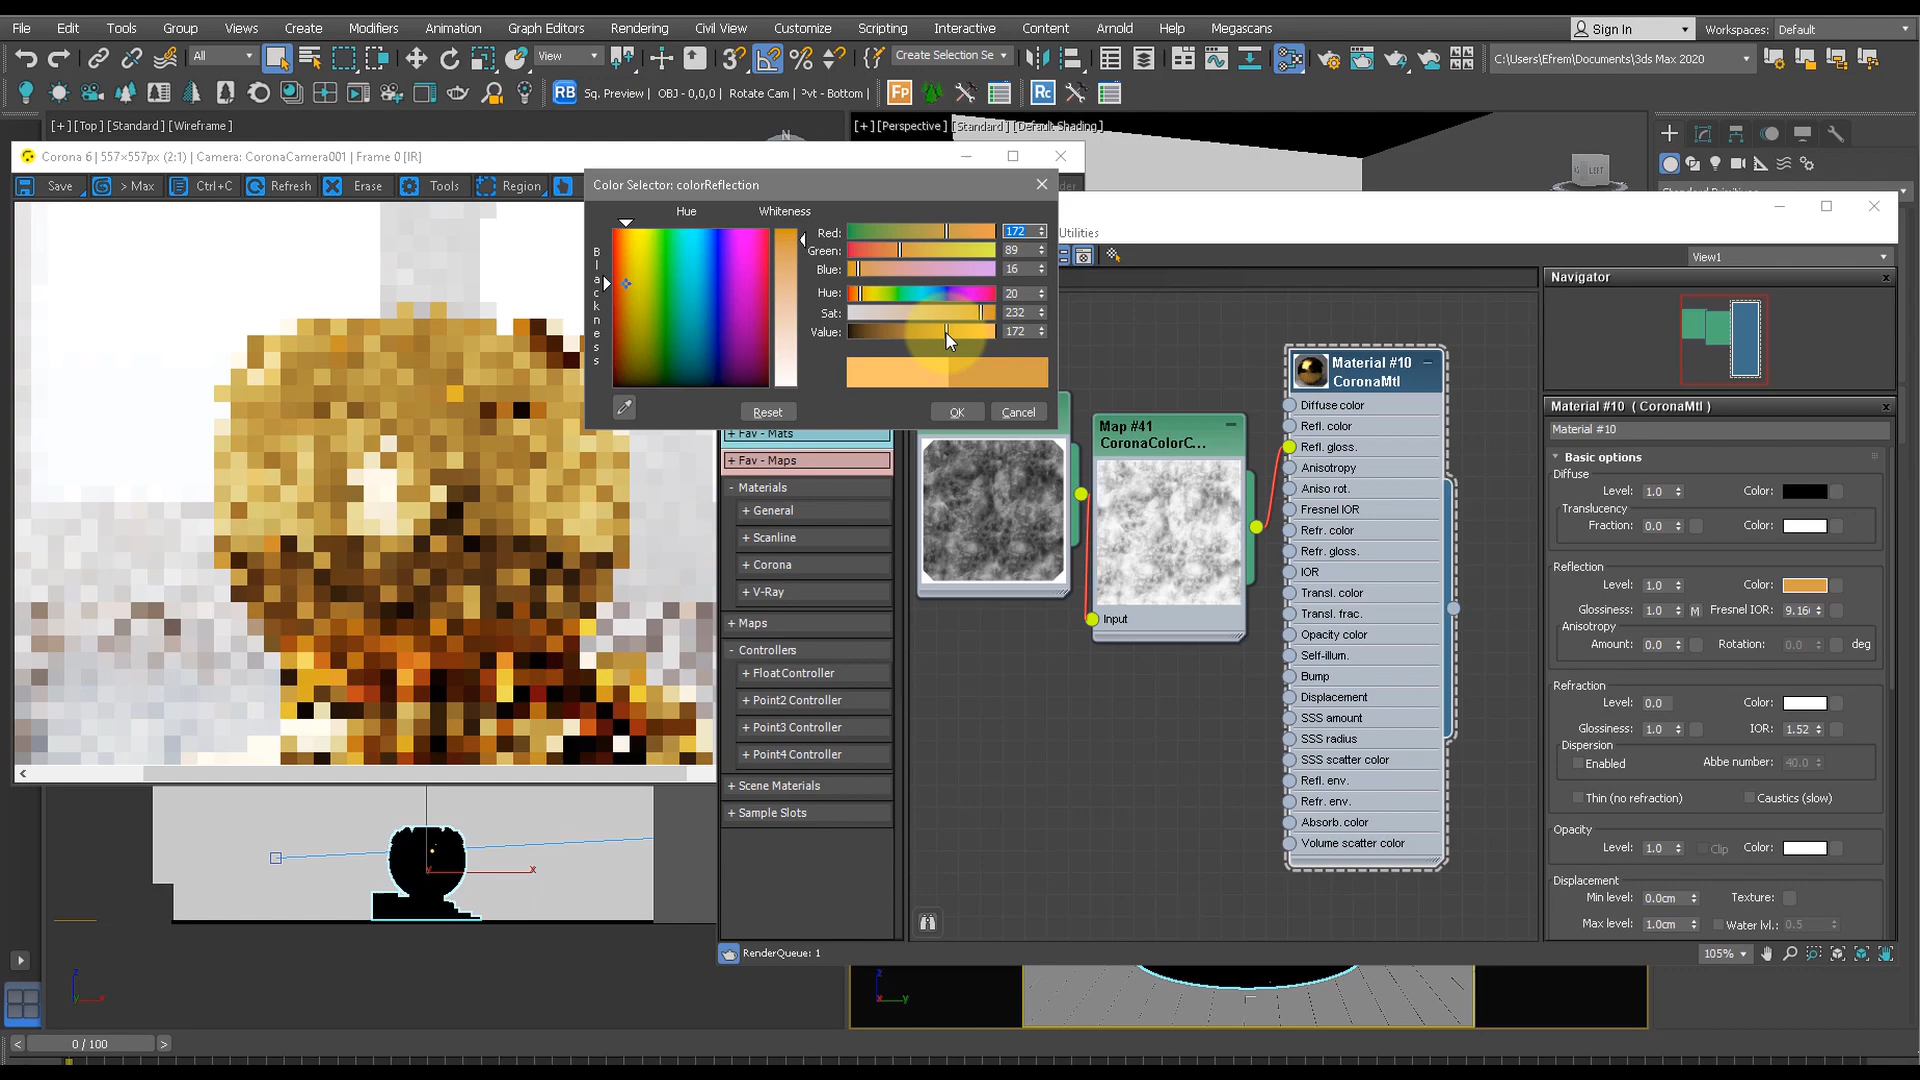 File Edit Tools Group Views Create Modifiers Animation Graph Editors Rendering Civil View Customize Scripting Interactive Content Arnold Help Megascans Sign In Workspaces: Default
All View Create Selection Se C:\Users\Efrem\Documents\3ds Max 2020
RB Sq. Preview | OBJ - 0,0,0 | Rotate Cam | Pvt - Bottom | Fp Rc
[+] [Top] [Standard] [Wireframe] N [+] [Perspective] [Standard] [Default Shading]
Corona 6 | 557×557px (2:1) | Camera: CoronaCamera001 | Frame 0 [IR]
Save > Max Ctrl+C Refresh Erase Tools Region
Color Selector: colorReflection
Hue Whiteness
Blackness
Red: 172
Green: 89
Blue: 16
Hue: 20
Sat: 232
Value: 172
Reset OK Cancel
LEFT
Utilities
View1
+ Fav - Mats
+ Fav - Maps
- Materials
+ General
+ Scanline
+ Corona
+ V-Ray
+ Maps
- Controllers
+ Float Controller
+ Point2 Controller
+ Point3 Controller
+ Point4 Controller
+ Scene Materials
+ Sample Slots
Map #41
CoronaColorC...
Input
Material #10
CoronaMtl
Diffuse color
Refl. color
Refl. gloss.
Anisotropy
Aniso rot.
Fresnel IOR
Refr. color
Refr. gloss.
IOR
Transl. color
Transl. frac.
Opacity color
Self-illum.
Bump
Displacement
SSS amount
SSS radius
SSS scatter color
Refl. env.
Refr. env.
Absorb. color
Volume scatter color
Navigator
Material #10 ( CoronaMtl )
Material #10
Basic options
Diffuse
Level: 1.0 Color:
Translucency
Fraction: 0.0 Color:
Reflection
Level: 1.0 Color:
Glossiness: 1.0 M Fresnel IOR: 9.16
Anisotropy
Amount: 0.0 Rotation: 0.0 deg
Refraction
Level: 0.0 Color:
Glossiness: 1.0 IOR: 1.52
Dispersion
Enabled Abbe number: 40.0
Thin (no refraction) Caustics (slow)
Opacity
Level: 1.0 Clip Color:
Displacement
Min level: 0.0cm Texture:
Max level: 1.0cm Water lvl.: 0.5
RenderQueue: 1
105%
0 / 100